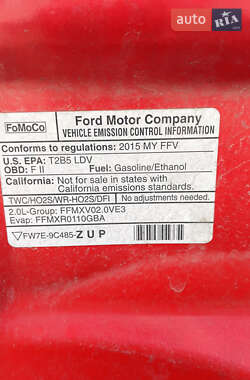 AUTO.RIA
FoMoCo
Ford Motor Company
VEHICLE EMISSION CONTROL INFORMATION
Conforms to regulations: 2015 MY FFV
U.S. EPA: T2B5 LDV
OBD: F II Fuel: Gasoline/Ethanol
California: Not for sale in states with
California emissions standards.
TWC/HO2S/WR-HO2S/DFI No adjustments needed.
2.0L-Group: FFMXV02.0VE3
Evap: FFMXR0110GBA
FW7E-9C485-ZUP